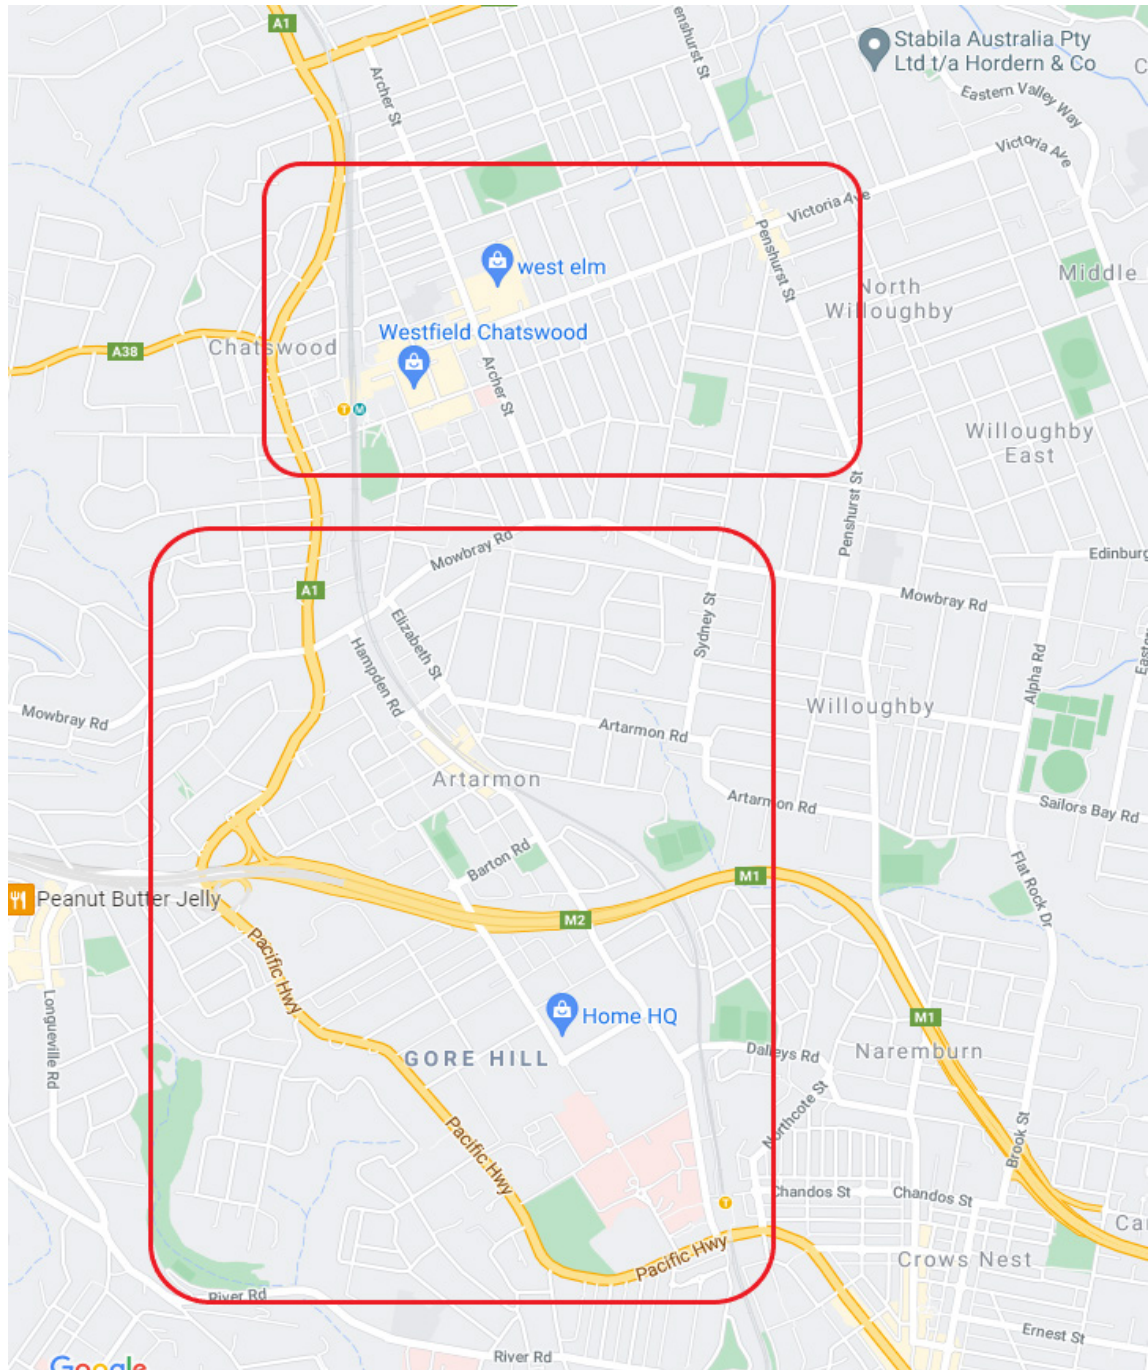 A1
Archer St
Penshurst St
Stabila Australia Pty
Ltd t/a Hordern & Co
C
Eastern Valley Way
Victoria Ave
Victoria Ave
Penshurst St
west elm
North
Willoughby
Middle
Westfield Chatswood
Chatswood
A38
Archer St
T
M
Willoughby
East
Penshurst St
Mowbray Rd
Edinburg
A1
Mowbray Rd
Elizabeth St
Hampden Rd
Sydney St
Alpha Rd
Eastern
Mowbray Rd
Willoughby
Artarmon Rd
Artarmon
Artarmon Rd
Sailors Bay Rd
Barton Rd
Flat Rock Dr
M1
Peanut Butter Jelly
M2
Pacific Hwy
Longueville Rd
Home HQ
M1
GORE HILL
Dalleys Rd
Naremburn
Northcote St
Brook St
Pacific Hwy
Chandos St
Chandos St
T
Ca
Pacific Hwy
Crows Nest
River Rd
Ernest St
River Rd
Google